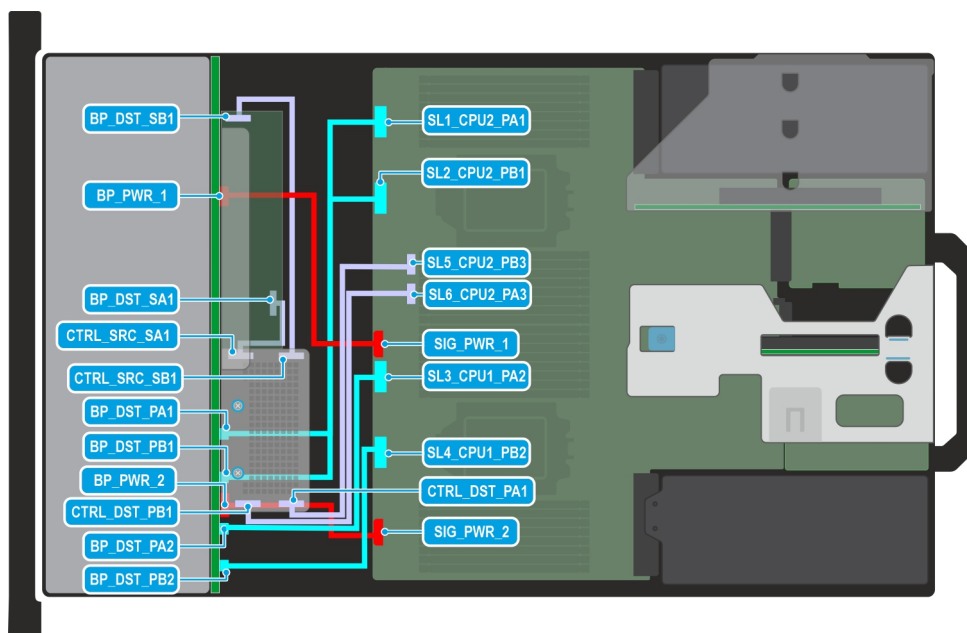 BP_DST_SB1
BP_PWR_1
BP_DST_SA1
CTRL_SRC_SA1
CTRL_SRC_SB1
BP_DST_PA1
BP_DST_PB1
BP_PWR_2
CTRL_DST_PB1
BP_DST_PA2
BP_DST_PB2
SL1_CPU2_PA1
SL2_CPU2_PB1
SL5_CPU2_PB3
SL6_CPU2_PA3
SIG_PWR_1
SL3_CPU1_PA2
SL4_CPU1_PB2
CTRL_DST_PA1
SIG_PWR_2